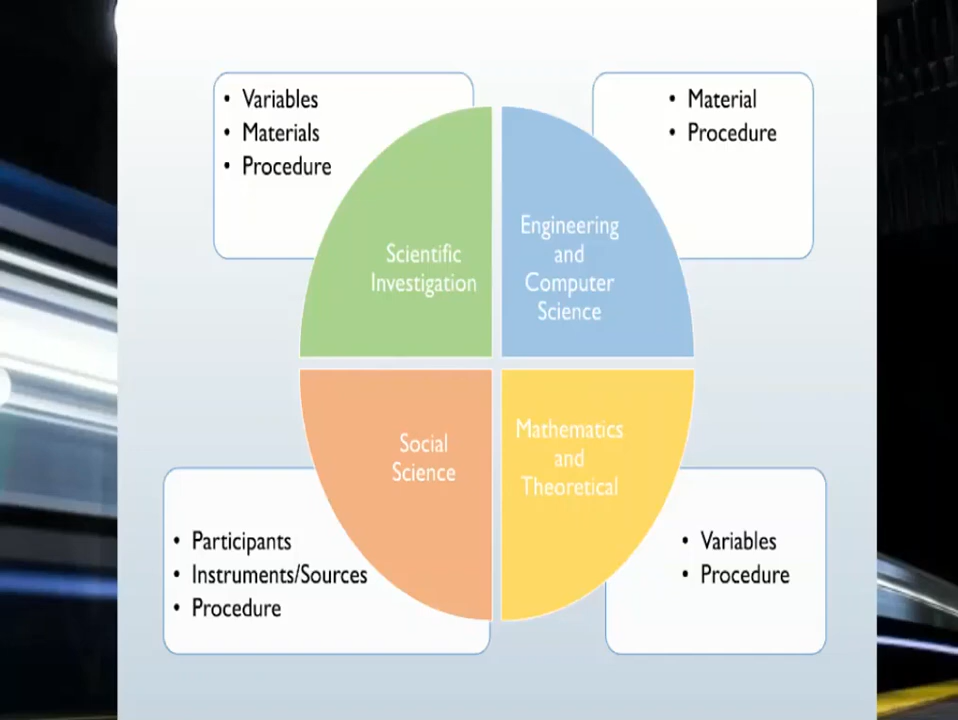 • Variables
• Materials
• Procedure
• Material
• Procedure
Scientific
Investigation
Engineering
and
Computer
Science
Social
Science
Mathematics
and
Theoretical
• Participants
• Instruments/Sources
• Procedure
• Variables
• Procedure